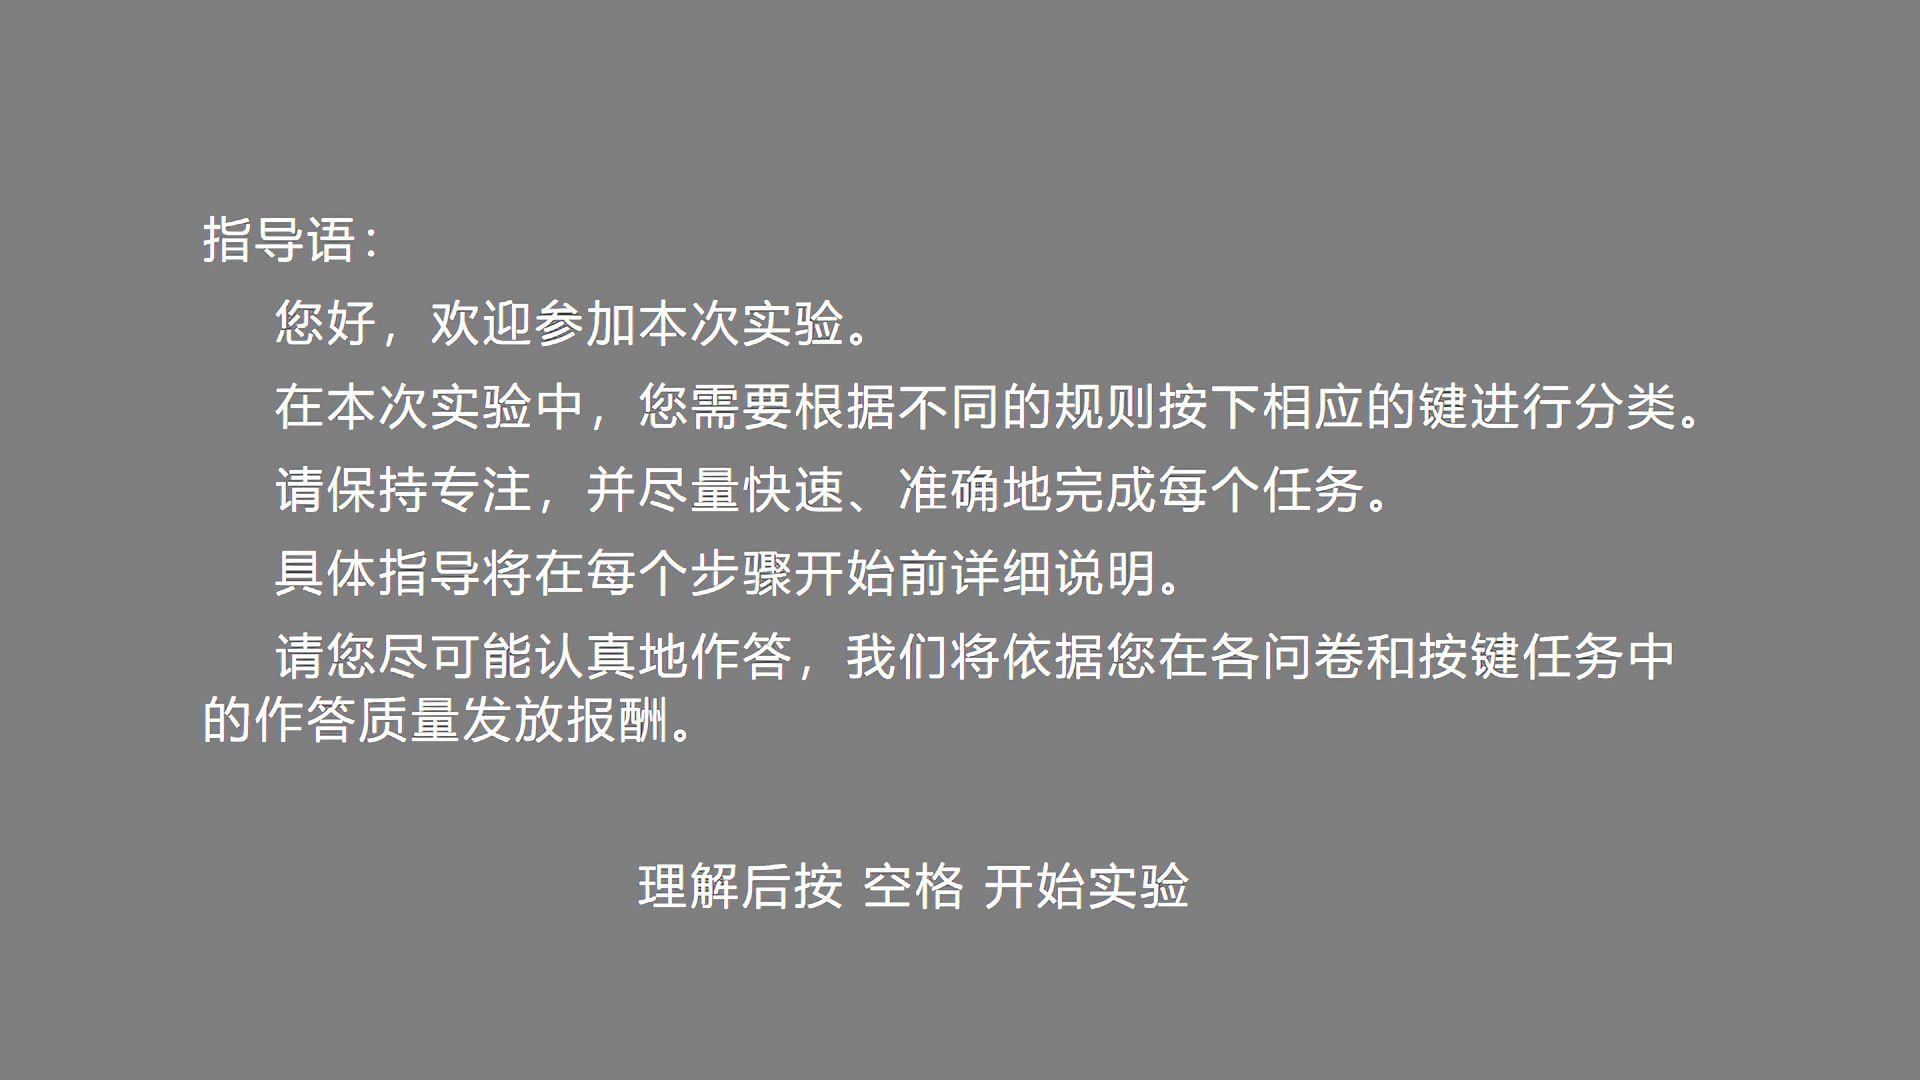 指导语：
您好，欢迎参加本次实验。
在本次实验中，您需要根据不同的规则按下相应的键进行分类。
请保持专注，并尽量快速、准确地完成每个任务。
具体指导将在每个步骤开始前详细说明。
请您尽可能认真地作答，我们将依据您在各问卷和按键任务中
的作答质量发放报酬。
理解后按 空格 开始实验